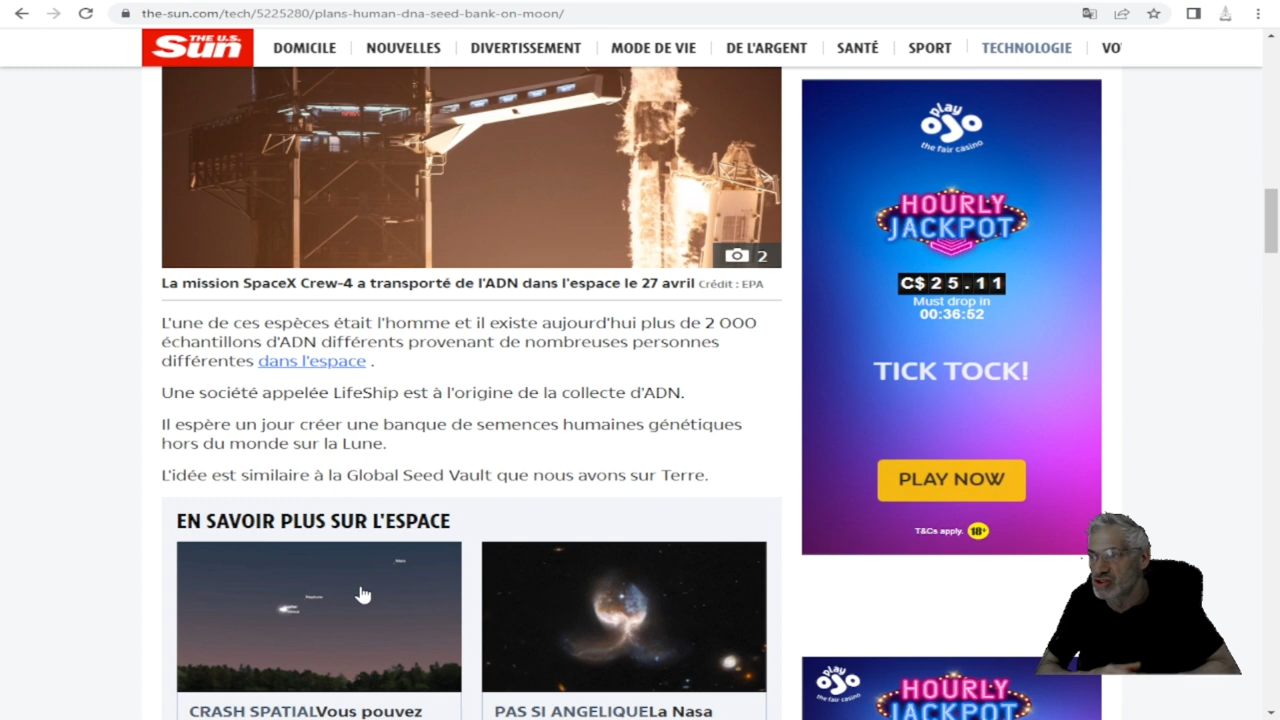 the-sun.com/tech/5225280/plans-human-dna-seed-bank-on-moon/
THE U.S.
Sun
DOMICILE
NOUVELLES
DIVERTISSEMENT
MODE DE VIE
DE L'ARGENT
SANTÉ
SPORT
TECHNOLOGIE
VO
2
La mission SpaceX Crew-4 a transporté de l'ADN dans l'espace le 27 avril Crédit : EPA
L'une de ces espèces était l'homme et il existe aujourd'hui plus de 2 000
échantillons d'ADN différents provenant de nombreuses personnes
différentes dans l'espace .
Une société appelée LifeShip est à l'origine de la collecte d'ADN.
Il espère un jour créer une banque de semences humaines génétiques
hors du monde sur la Lune.
L'idée est similaire à la Global Seed Vault que nous avons sur Terre.
EN SAVOIR PLUS SUR L'ESPACE
Neptune
CRASH SPATIALVous pouvez
PAS SI ANGELIQUELa Nasa
play
OJO
the fair casino
HOURLY
JACKPOT
C$25.11
Must drop in
00:36:52
TICK TOCK!
PLAY NOW
T&Cs apply. 18+
play
OJO
the fair casino
HOURLY
JACKPOT